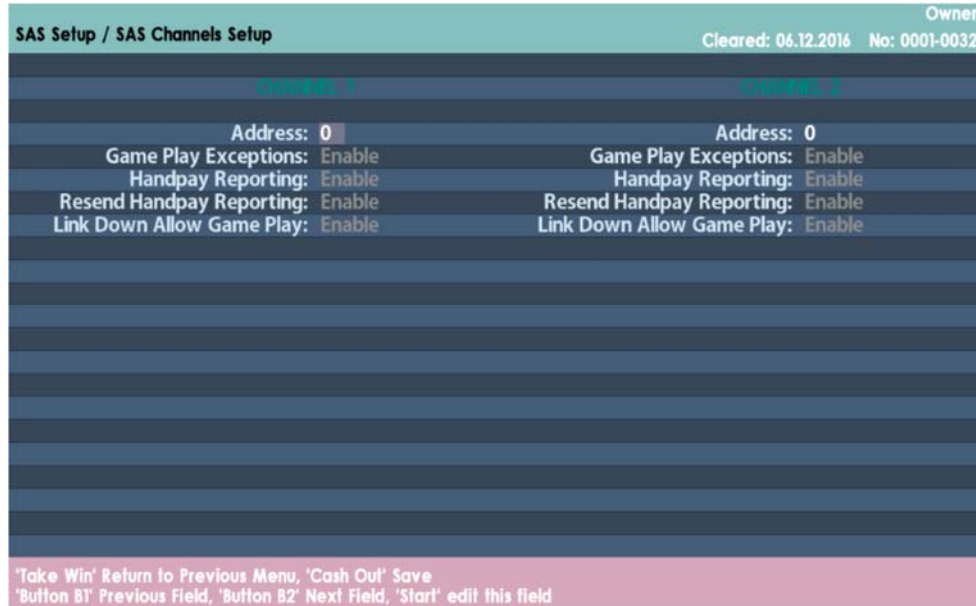 Owner
SAS Setup / SAS Channels Setup
Cleared: 06.12.2016 No: 0001-0032
CHANNEL 1 CHANNEL 2
Address: 0 Address: 0
Game Play Exceptions: Enable Game Play Exceptions: Enable
Handpay Reporting: Enable Handpay Reporting: Enable
Resend Handpay Reporting: Enable Resend Handpay Reporting: Enable
Link Down Allow Game Play: Enable Link Down Allow Game Play: Enable
'Take Win' Return to Previous Menu, 'Cash Out' Save
'Button B1' Previous Field, 'Button B2' Next Field, 'Start' edit this field